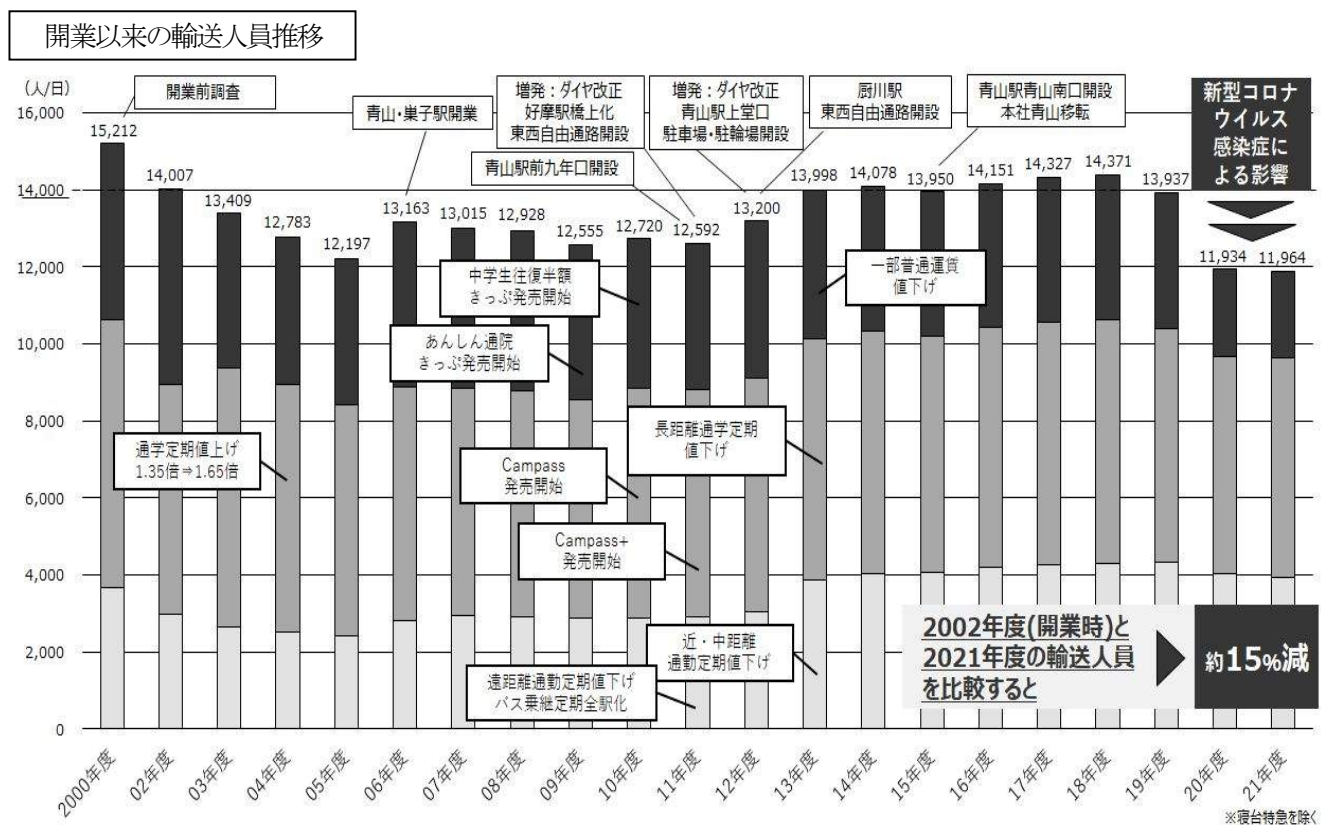 開業以来の輸送人員推移
(人/日)
16,000
14,000
12,000
10,000
8,000
6,000
4,000
2,000
0
開業前調査
青山・巣子駅開業
増発：ダイヤ改正
好摩駅橋上化
東西自由通路開設
青山駅前九年口開設
増発：ダイヤ改正
青山駅上堂口
駐車場・駐輪場開設
厨川駅
東西自由通路開設
青山駅青山南口開設
本社青山移転
新型コロナ
ウイルス
感染症に
よる影響
15,212
14,007
13,409
12,783
12,197
13,163
13,015
12,928
12,555
12,720
12,592
13,200
13,998
14,078
13,950
14,151
14,327
14,371
13,937
11,934
11,964
中学生往復半額
きっぷ発売開始
あんしん通院
きっぷ発売開始
一部普通運賃
値下げ
通学定期値上げ
1.35倍⇒1.65倍
長距離通学定期
値下げ
Campass
発売開始
Campass+
発売開始
近・中距離
通勤定期値下げ
遠距離通勤定期値下げ
バス乗継定期全駅化
2002年度(開業時)と
2021年度の輸送人員
を比較すると
約15%減
2000年度
02年度
03年度
04年度
05年度
06年度
07年度
08年度
09年度
10年度
11年度
12年度
13年度
14年度
15年度
16年度
17年度
18年度
19年度
20年度
21年度
※寝台特急を除く